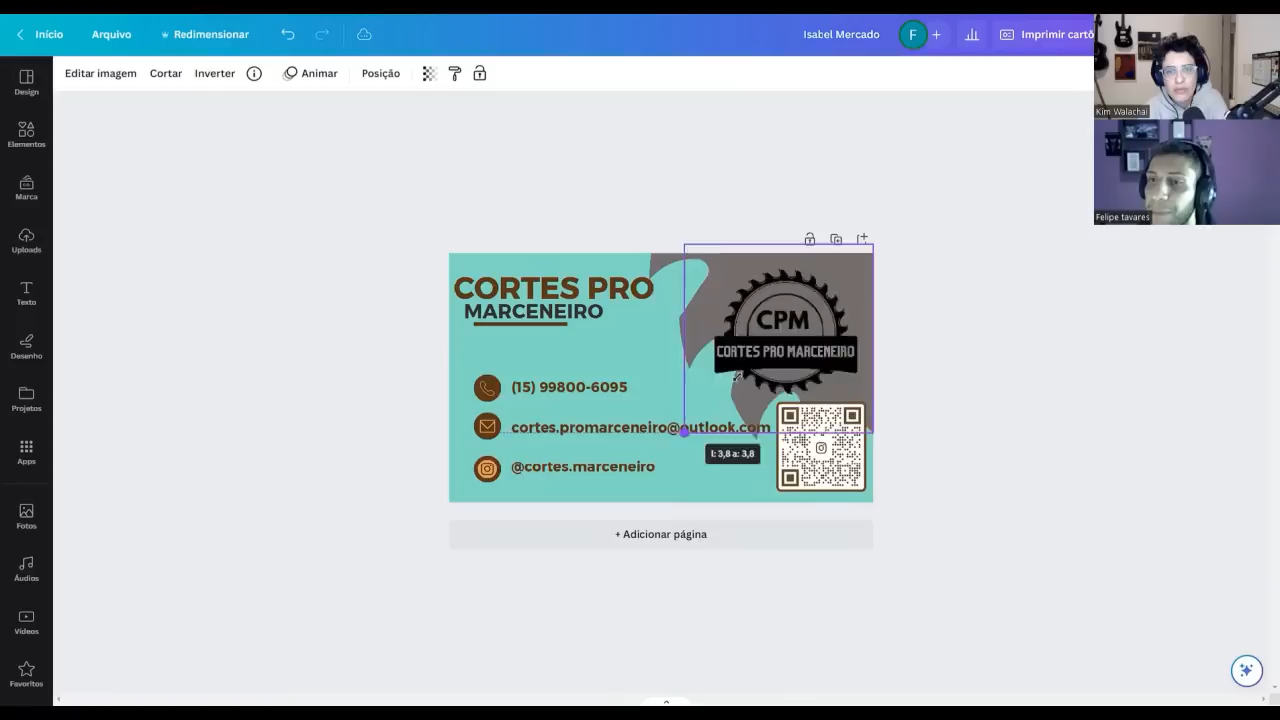 Início
Arquivo
Redimensionar
Isabel Mercado
F
+
Imprimir cartõ
Editar imagem
Cortar
Inverter
Animar
Posição
Design
Elementos
Marca
Uploads
Texto
Desenho
Projetos
Apps
Fotos
Áudios
Vídeos
Favoritos
Kim Walachai
Felipe tavares
CORTES PRO
MARCENEIRO
(15) 99800-6095
cortes.promarceneiro@outlook.com
@cortes.marceneiro
CPM
CORTES PRO MARCENEIRO
l: 3,8 a: 3,8
+ Adicionar página